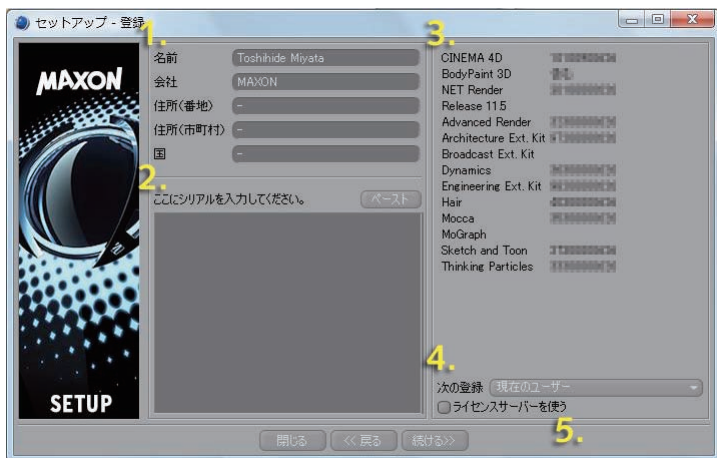 セットアップ - 登録
MAXON
SETUP
1.
名前 Toshihide Miyata
会社 MAXON
住所(番地) -
住所(市町村) -
国 -
2.
ここにシリアルを入力してください。 ペースト
3.
CINEMA 4D
BodyPaint 3D
NET Render
Release 11.5
Advanced Render
Architecture Ext. Kit
Broadcast Ext. Kit
Dynamics
Engineering Ext. Kit
Hair
Mocca
MoGraph
Sketch and Toon
Thinking Particles
4.
次の登録 現在のユーザー
ライセンスサーバーを使う
5.
閉じる << 戻る 続ける>>